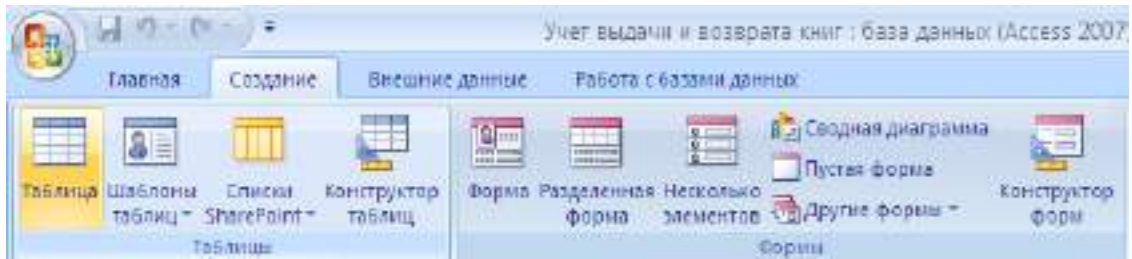 Учет выдачи и возврата книг : база данных (Access 2007
Главная Создание Внешние данные Работа с базами данных
Таблица Шаблоны таблиц Списки SharePoint Конструктор таблиц
Форма Разделенная форма Несколько элементов
Сводная диаграмма
Пустая форма
Другие формы
Конструктор форм
Таблицы Формы